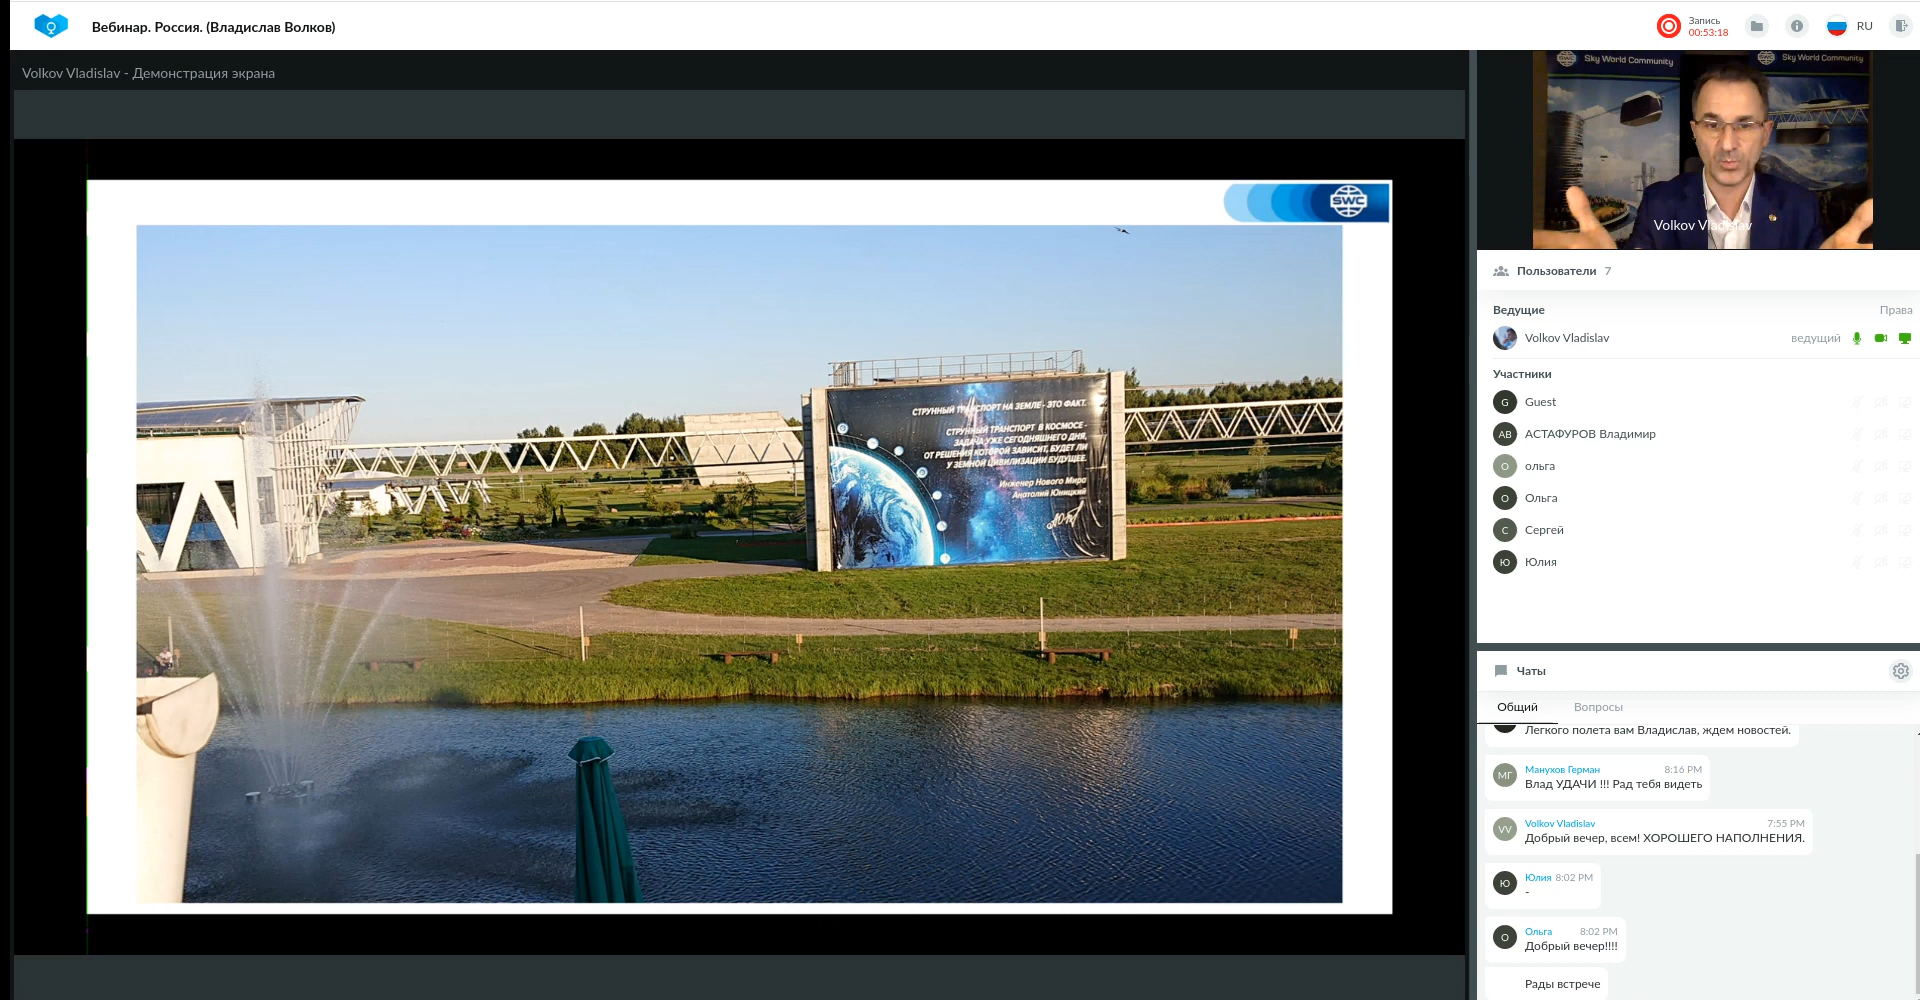 Вебинар. Россия. (Владислав Волков)
Запись
00:53:18
RU
Volkov Vladislav - Демонстрация экрана
SWC
СТРУННЫЙ ТРАНСПОРТ НА ЗЕМЛЕ - ЭТО ФАКТ.
СТРУННЫЙ ТРАНСПОРТ В КОСМОСЕ -
ЗАДАЧА УЖЕ СЕГОДНЯШНЕГО ДНЯ,
ОТ РЕШЕНИЯ КОТОРОЙ ЗАВИСИТ, БУДЕТ ЛИ
У ЗЕМНОЙ ЦИВИЛИЗАЦИИ БУДУЩЕЕ.
Инженер Нового Мира
Анатолий Юницкий
SWC Sky World Community
SWC Sky World Community
Volkov Vladislav
Пользователи 7
Ведущие Права
Volkov Vladislav ведущий
Участники
G Guest
АВ АСТАФУРОВ Владимир
О ольга
О Ольга
С Сергей
Ю Юлия
Чаты
Общий Вопросы
Легкого полета вам Владислав, ждем новостей.
МГ Манухов Герман 8:16 PM
Влад УДАЧИ !!! Рад тебя видеть
VV Volkov Vladislav 7:55 PM
Добрый вечер, всем! ХОРОШЕГО НАПОЛНЕНИЯ.
Ю Юлия 8:02 PM
-
О Ольга 8:02 PM
Добрый вечер!!!!
Рады встрече